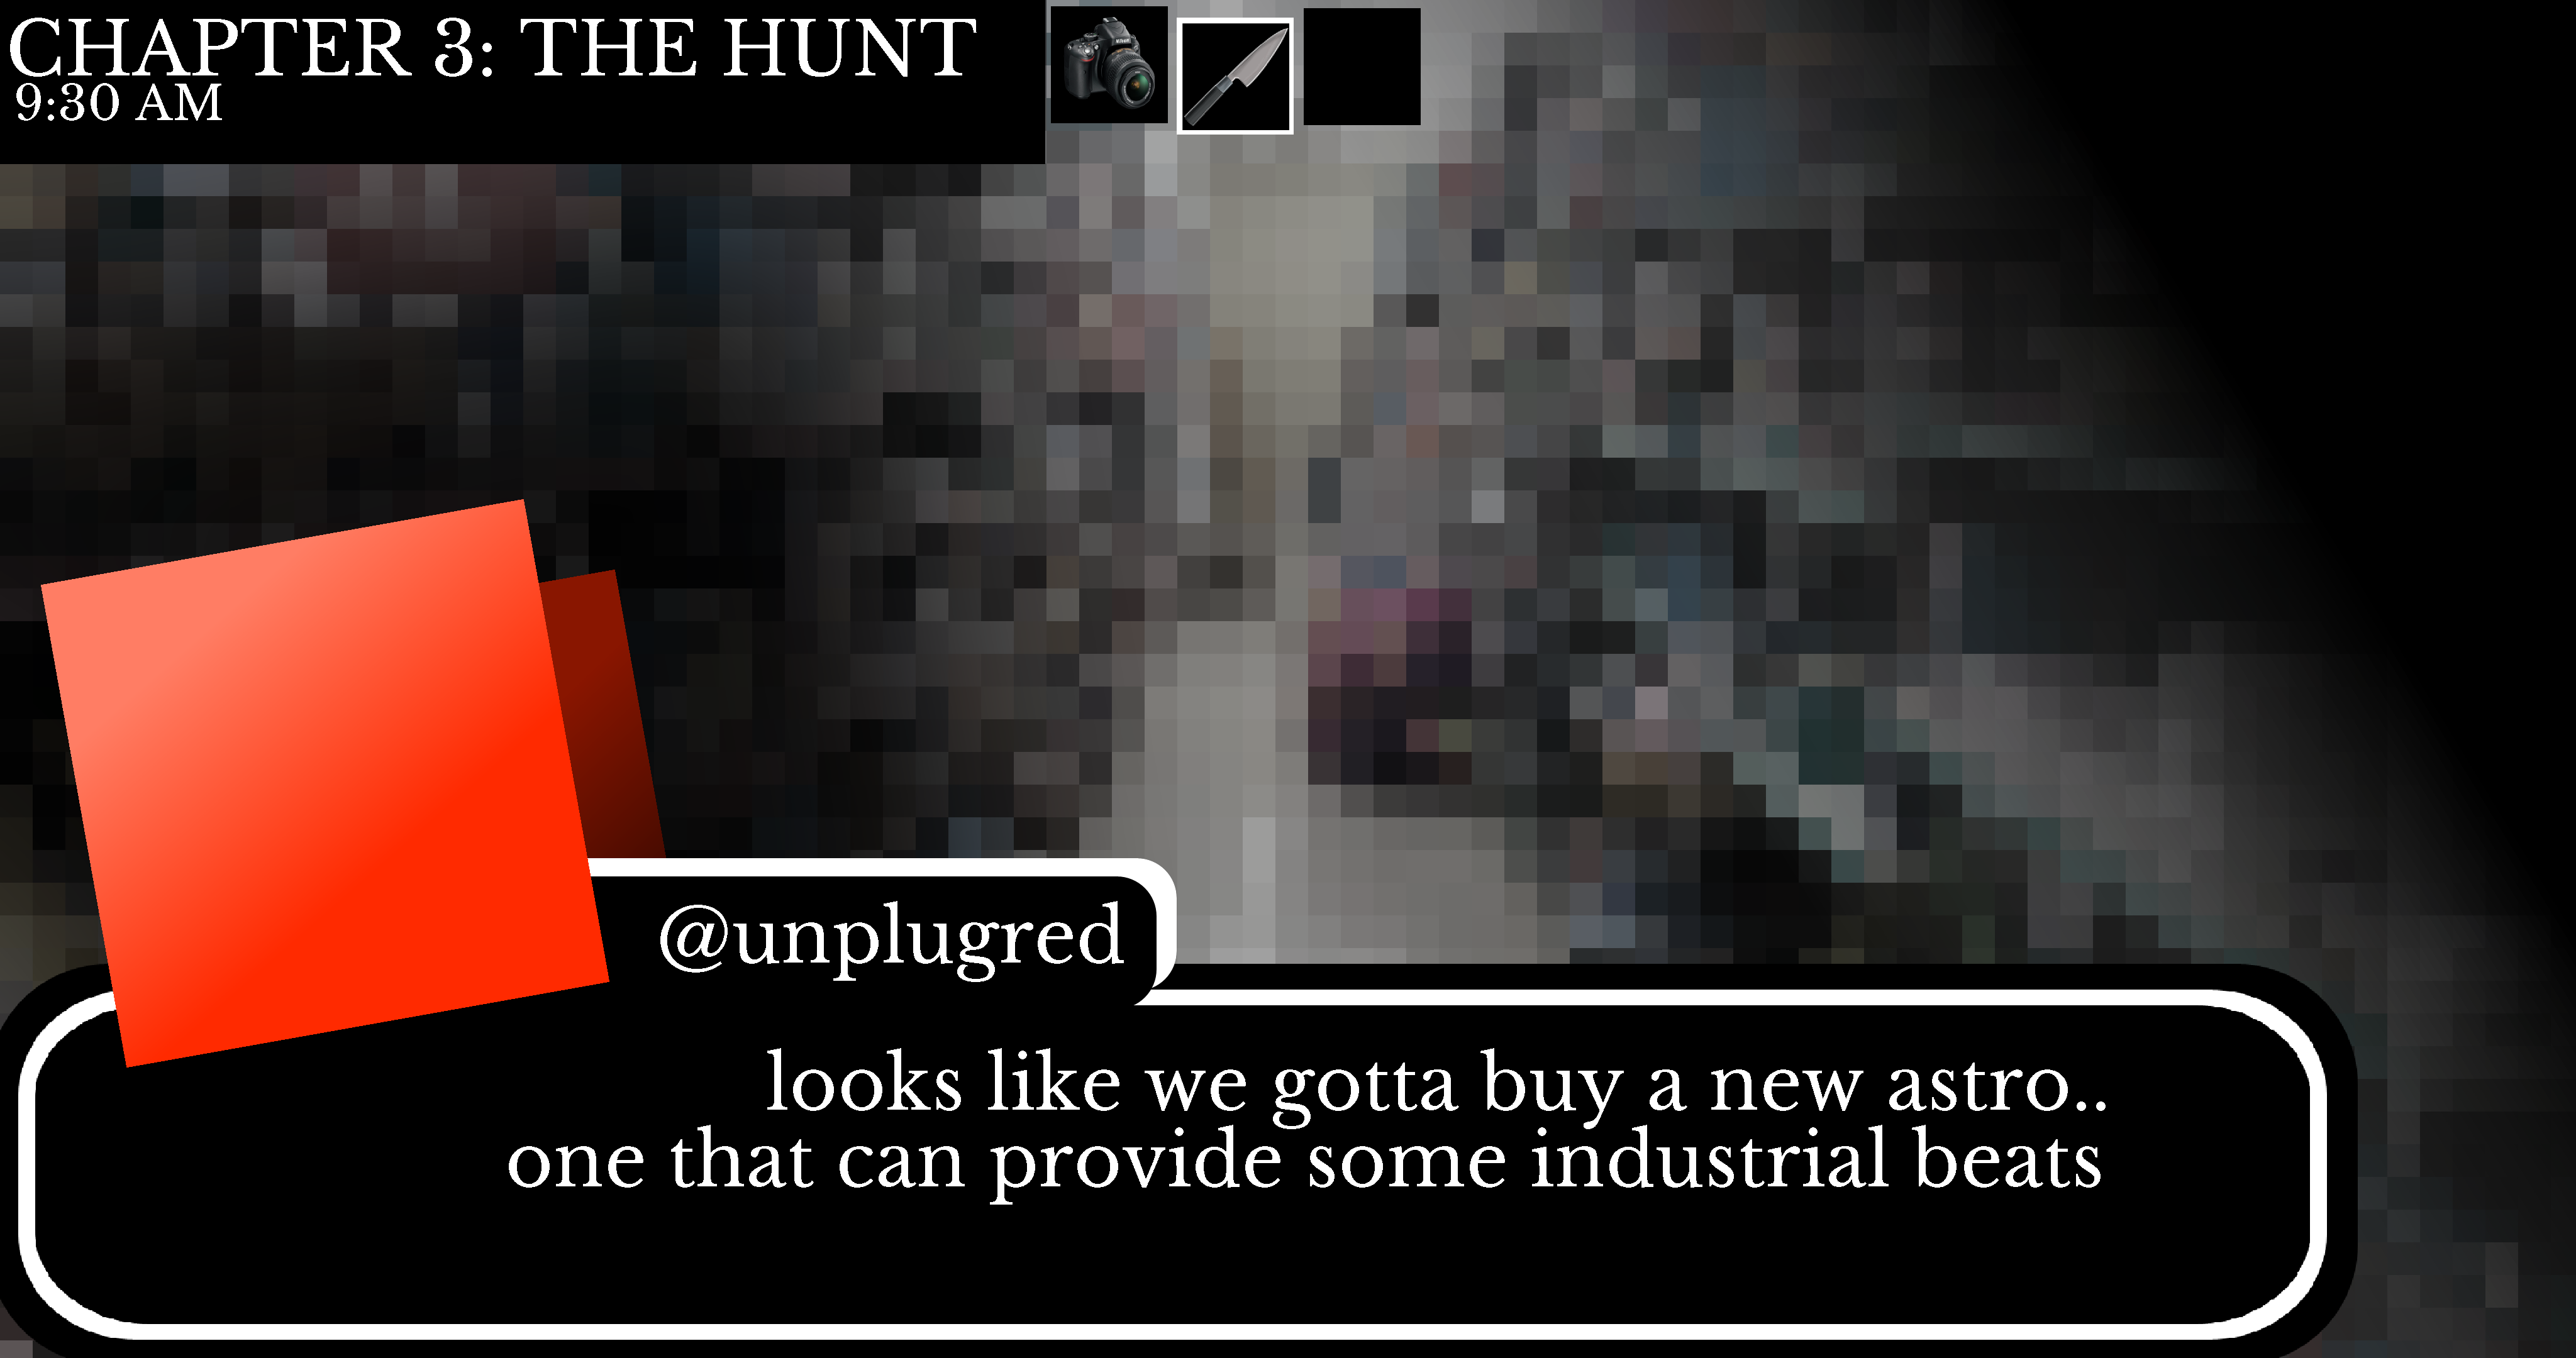 CHAPTER 3: THE HUNT
9:30 AM
@unplugred
looks like we gotta buy a new astro..
one that can provide some industrial beats